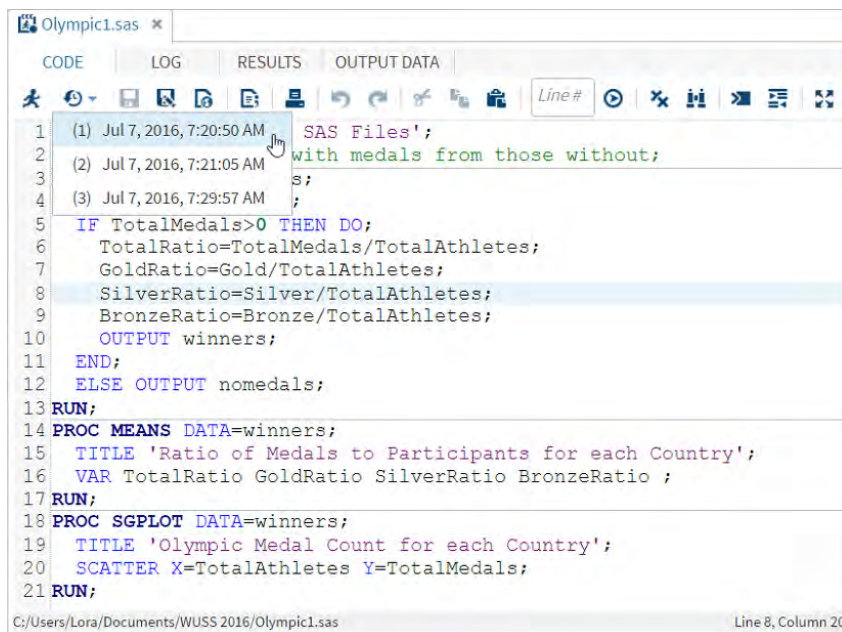 Olympic1.sas ×
CODE LOG RESULTS OUTPUT DATA
Line #
(1) Jul 7, 2016, 7:20:50 AM
(2) Jul 7, 2016, 7:21:05 AM
(3) Jul 7, 2016, 7:29:57 AM
1 SAS Files';
2 with medals from those without;
3 s;
4 ;
5 IF TotalMedals>0 THEN DO;
6 TotalRatio=TotalMedals/TotalAthletes;
7 GoldRatio=Gold/TotalAthletes;
8 SilverRatio=Silver/TotalAthletes;
9 BronzeRatio=Bronze/TotalAthletes;
10 OUTPUT winners;
11 END;
12 ELSE OUTPUT nomedals;
13 RUN;
14 PROC MEANS DATA=winners;
15 TITLE 'Ratio of Medals to Participants for each Country';
16 VAR TotalRatio GoldRatio SilverRatio BronzeRatio ;
17 RUN;
18 PROC SGPLOT DATA=winners;
19 TITLE 'Olympic Medal Count for each Country';
20 SCATTER X=TotalAthletes Y=TotalMedals;
21 RUN;
C:/Users/Lora/Documents/WUSS 2016/Olympic1.sas Line 8, Column 20